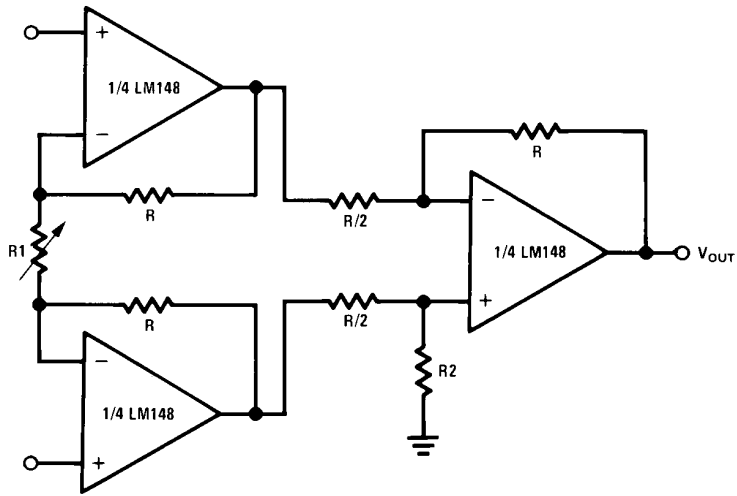 +
1/4 LM148
−
R
R
R/2
−
1/4 LM148
+
VOUT
R1
R
R/2
R2
−
1/4 LM148
+